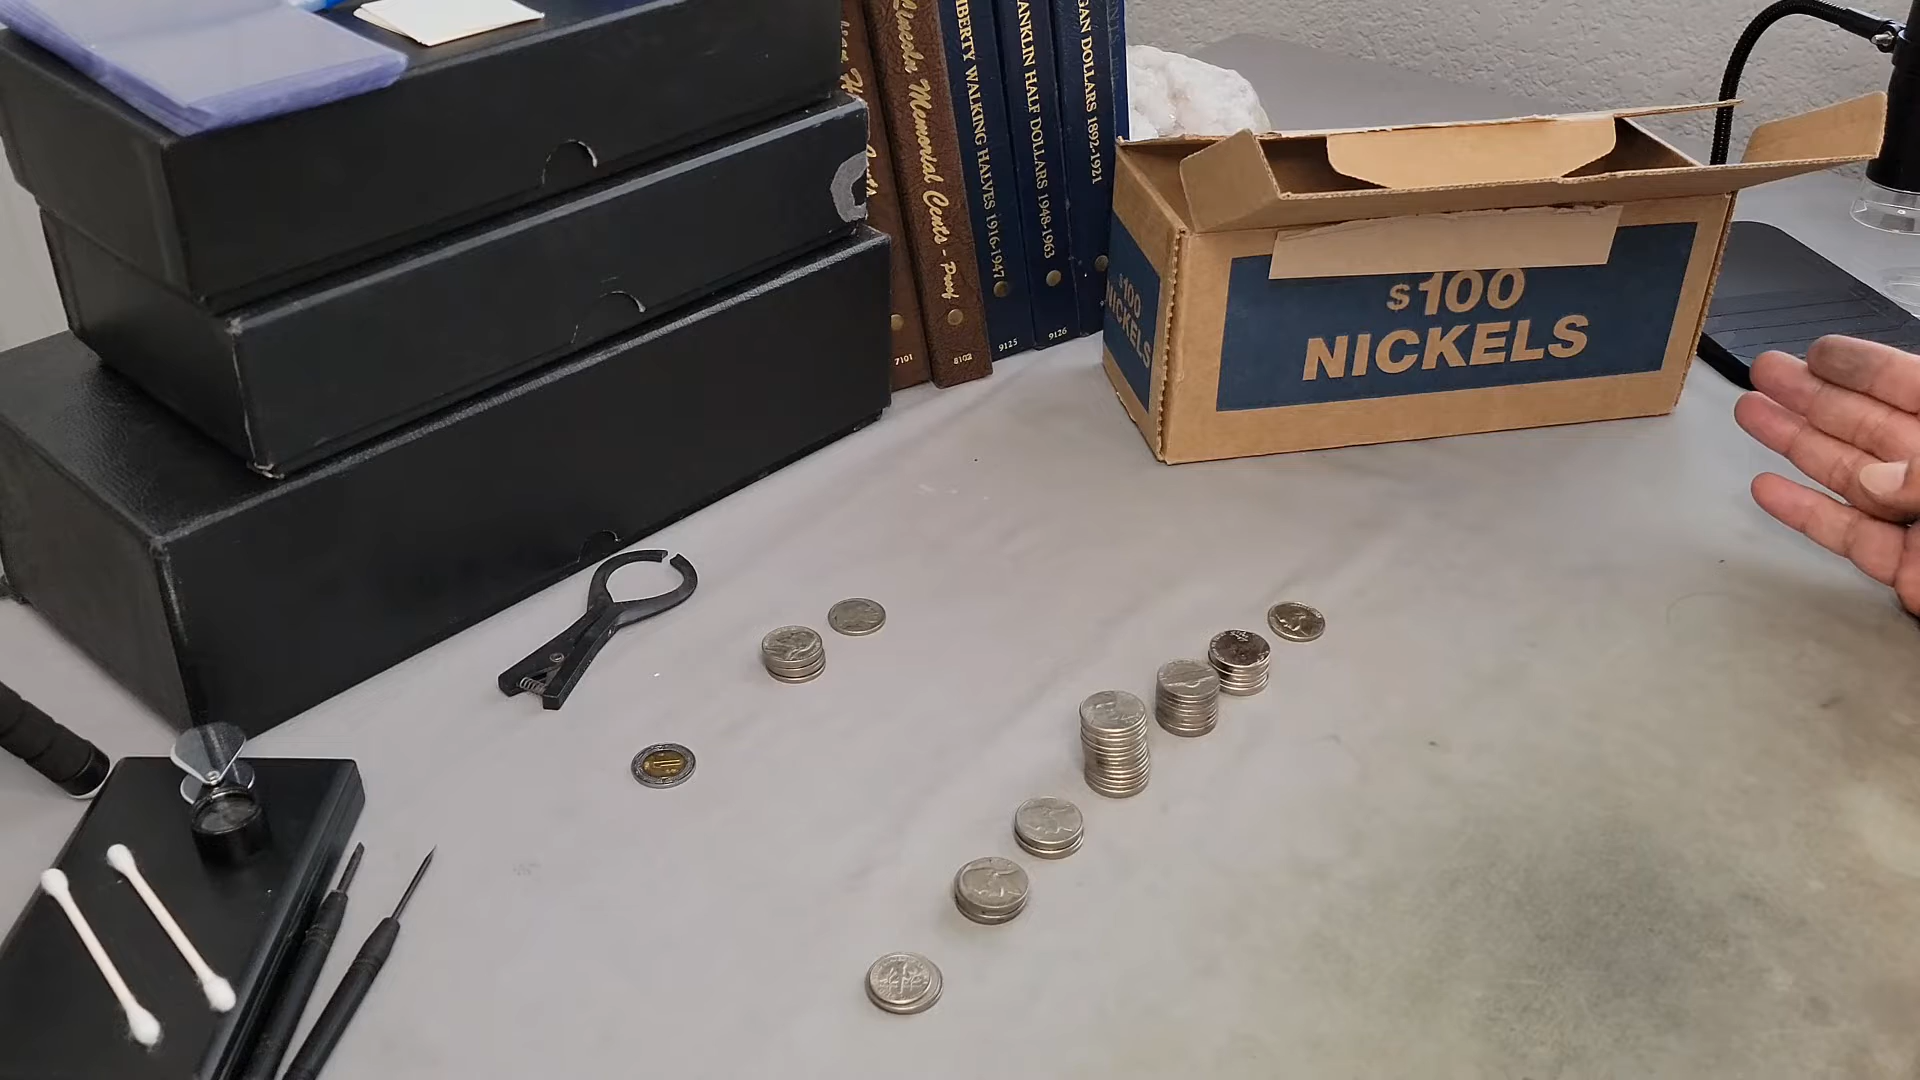 Lincoln Memorial Cents - Proof
8102
7101
LIBERTY WALKING HALVES 1916-1947
9125
FRANKLIN HALF DOLLARS 1948-1963
9126
GAN DOLLARS 1892-1921
$100
NICKELS
$100
NICKELS